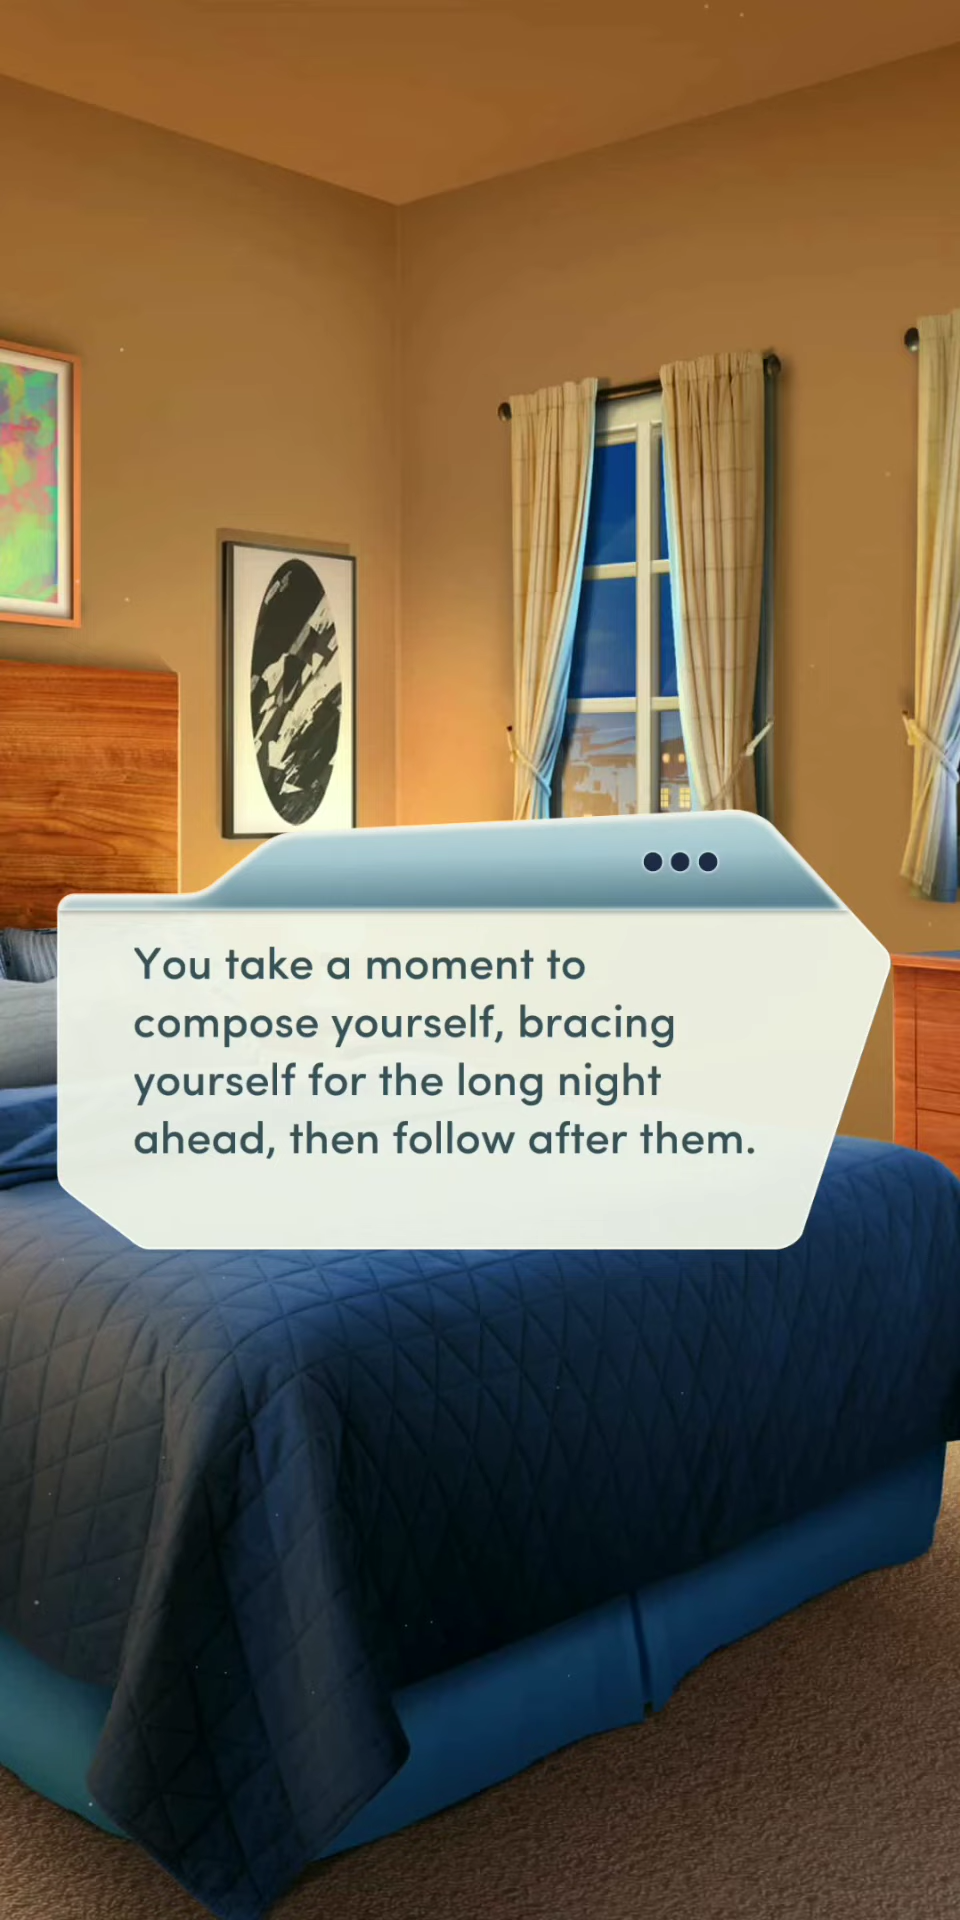 You take a moment to
compose yourself, bracing
yourself for the long night
ahead, then follow after them.